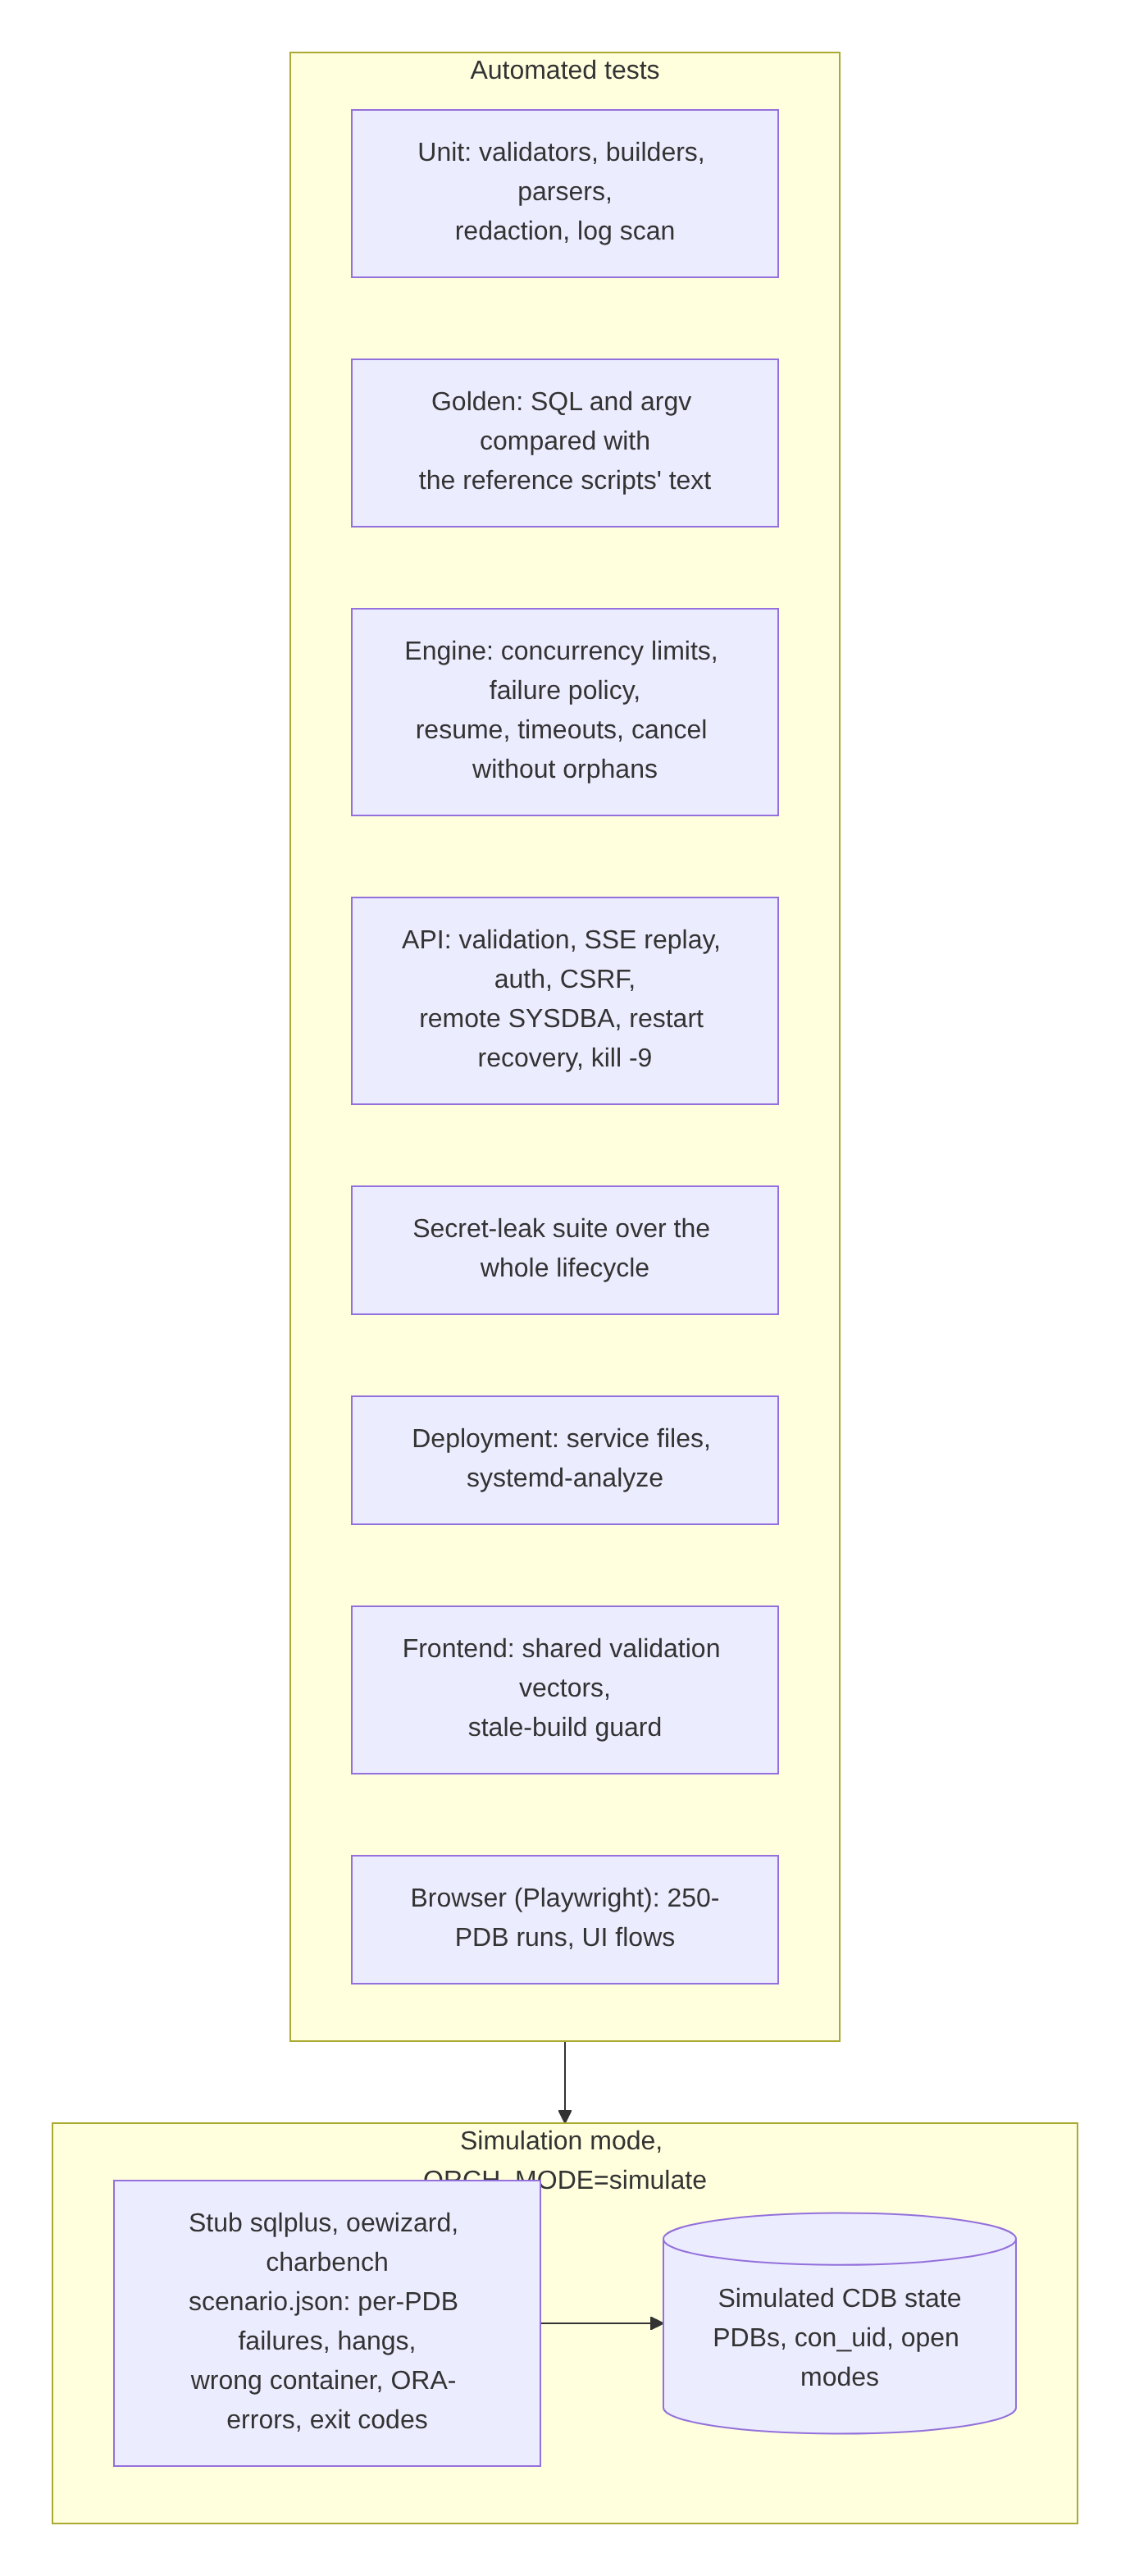 Automated tests
Unit: validators, builders,
parsers,
redaction, log scan
Golden: SQL and argv
compared with
the reference scripts' text
Engine: concurrency limits,
failure policy,
resume, timeouts, cancel
without orphans
API: validation, SSE replay,
auth, CSRF,
remote SYSDBA, restart
recovery, kill -9
Secret-leak suite over the
whole lifecycle
Deployment: service files,
systemd-analyze
Frontend: shared validation
vectors,
stale-build guard
Browser (Playwright): 250-
PDB runs, UI flows
Simulation mode,
ORCH_MODE=simulate
Stub sqlplus, oewizard,
charbench
scenario.json: per-PDB
failures, hangs,
wrong container, ORA-
errors, exit codes
Simulated CDB state
PDBs, con_uid, open
modes